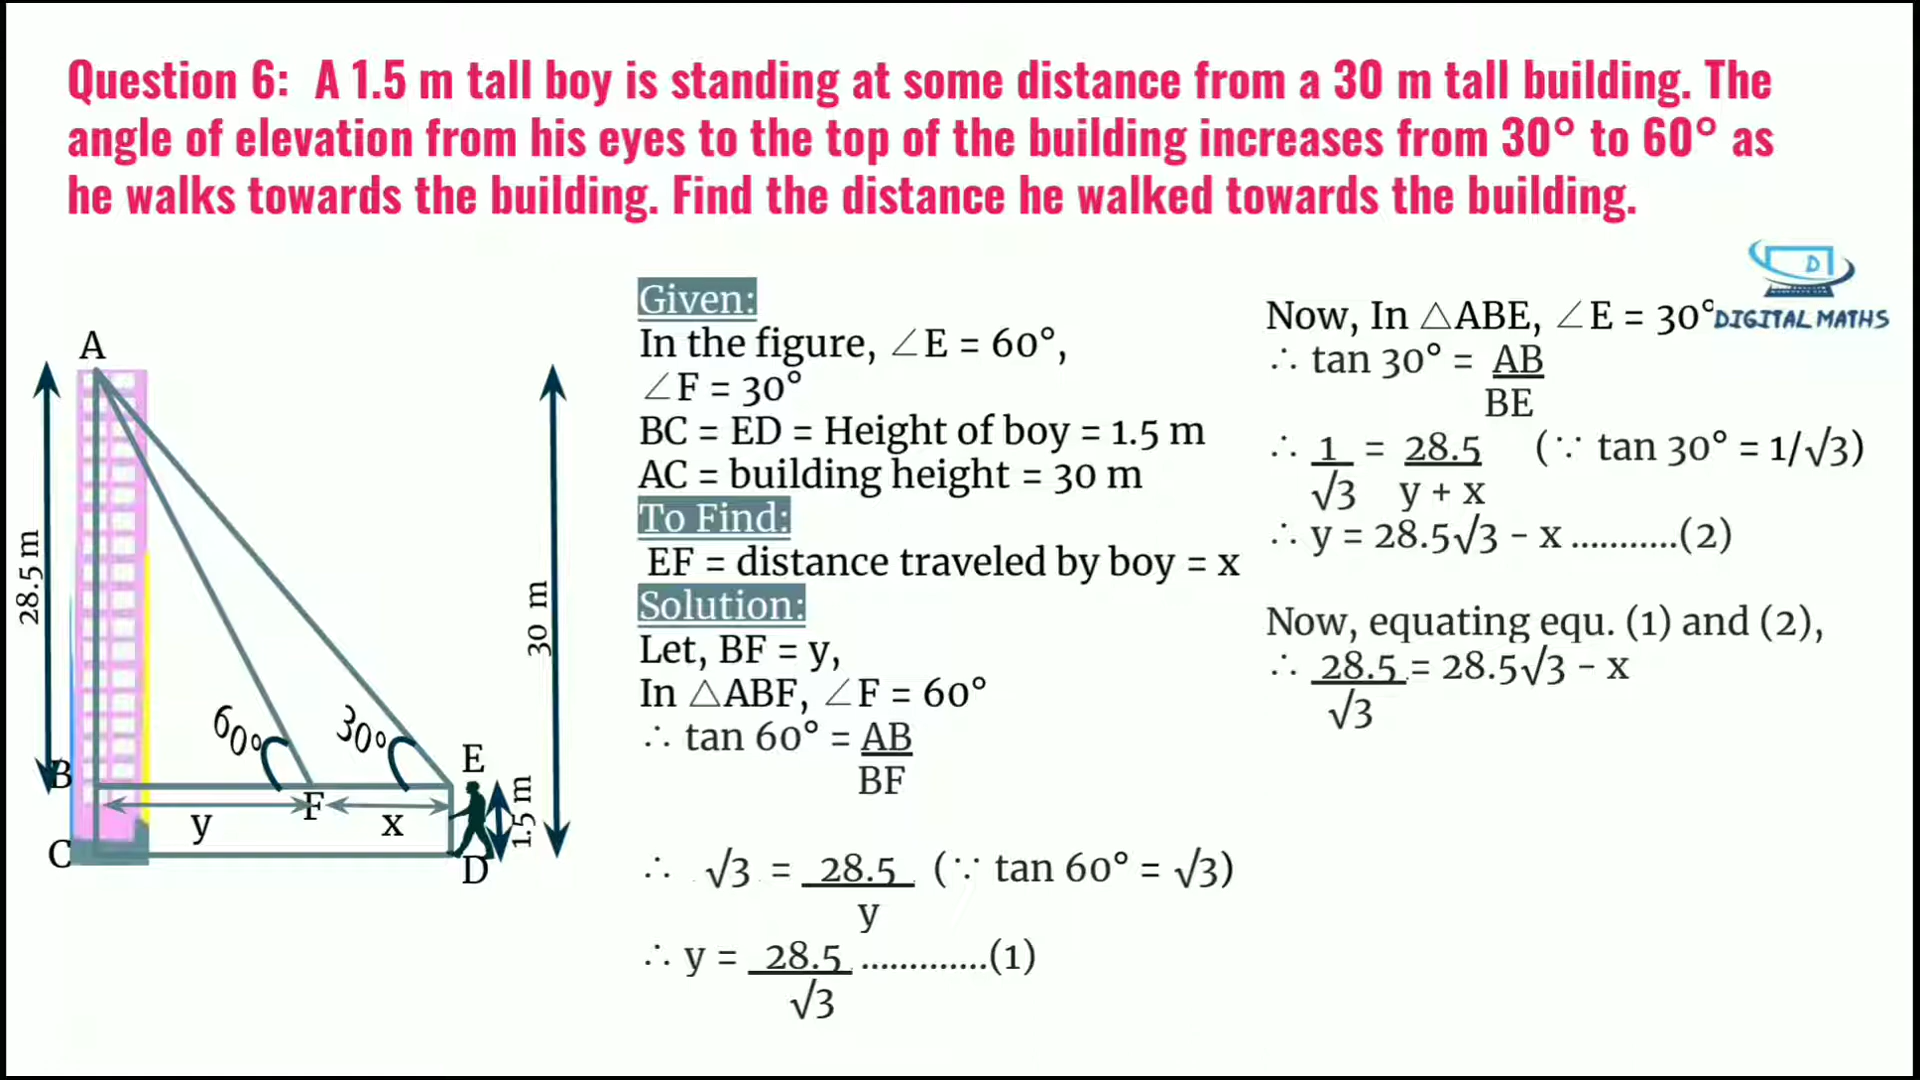 Question 6: A 1.5 m tall boy is standing at some distance from a 30 m tall building. The
angle of elevation from his eyes to the top of the building increases from 30° to 60° as
he walks towards the building. Find the distance he walked towards the building.
A
28.5 m
30 m
60°
30°
B
E
F
y
x
1.5 m
C
D
Given:
In the figure, ∠E = 60°,
∠F = 30°
BC = ED = Height of boy = 1.5 m
AC = building height = 30 m
To Find:
EF = distance traveled by boy = x
Solution:
Let, BF = y,
In △ABF, ∠F = 60°
∴ tan 60° = AB
BF
∴ √3 = 28.5 (∵ tan 60° = √3)
y
∴ y = 28.5 .............(1)
√3
D
DIGITAL MATHS
Now, In △ABE, ∠E = 30°
∴ tan 30° = AB
BE
∴ 1 = 28.5 (∵ tan 30° = 1/√3)
√3 y + x
∴ y = 28.5√3 - x ...........(2)
Now, equating equ. (1) and (2),
∴ 28.5 = 28.5√3 - x
√3